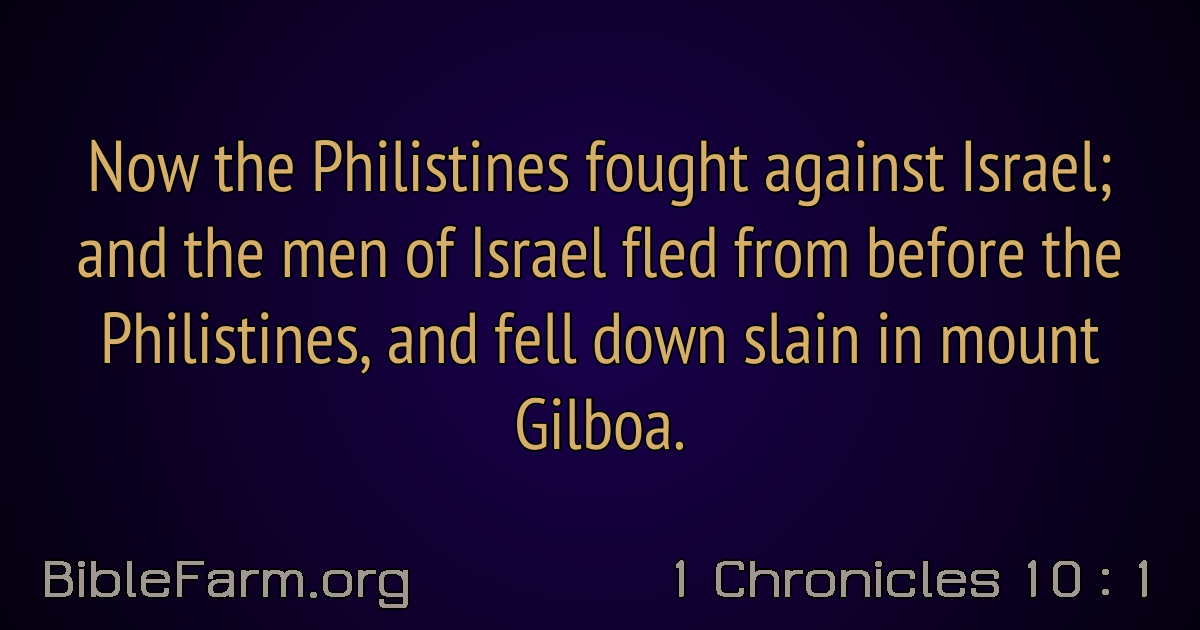 Now the Philistines fought against Israel;
and the men of Israel fled from before the
Philistines, and fell down slain in mount
Gilboa.
BibleFarm.org
1 Chronicles 10 : 1